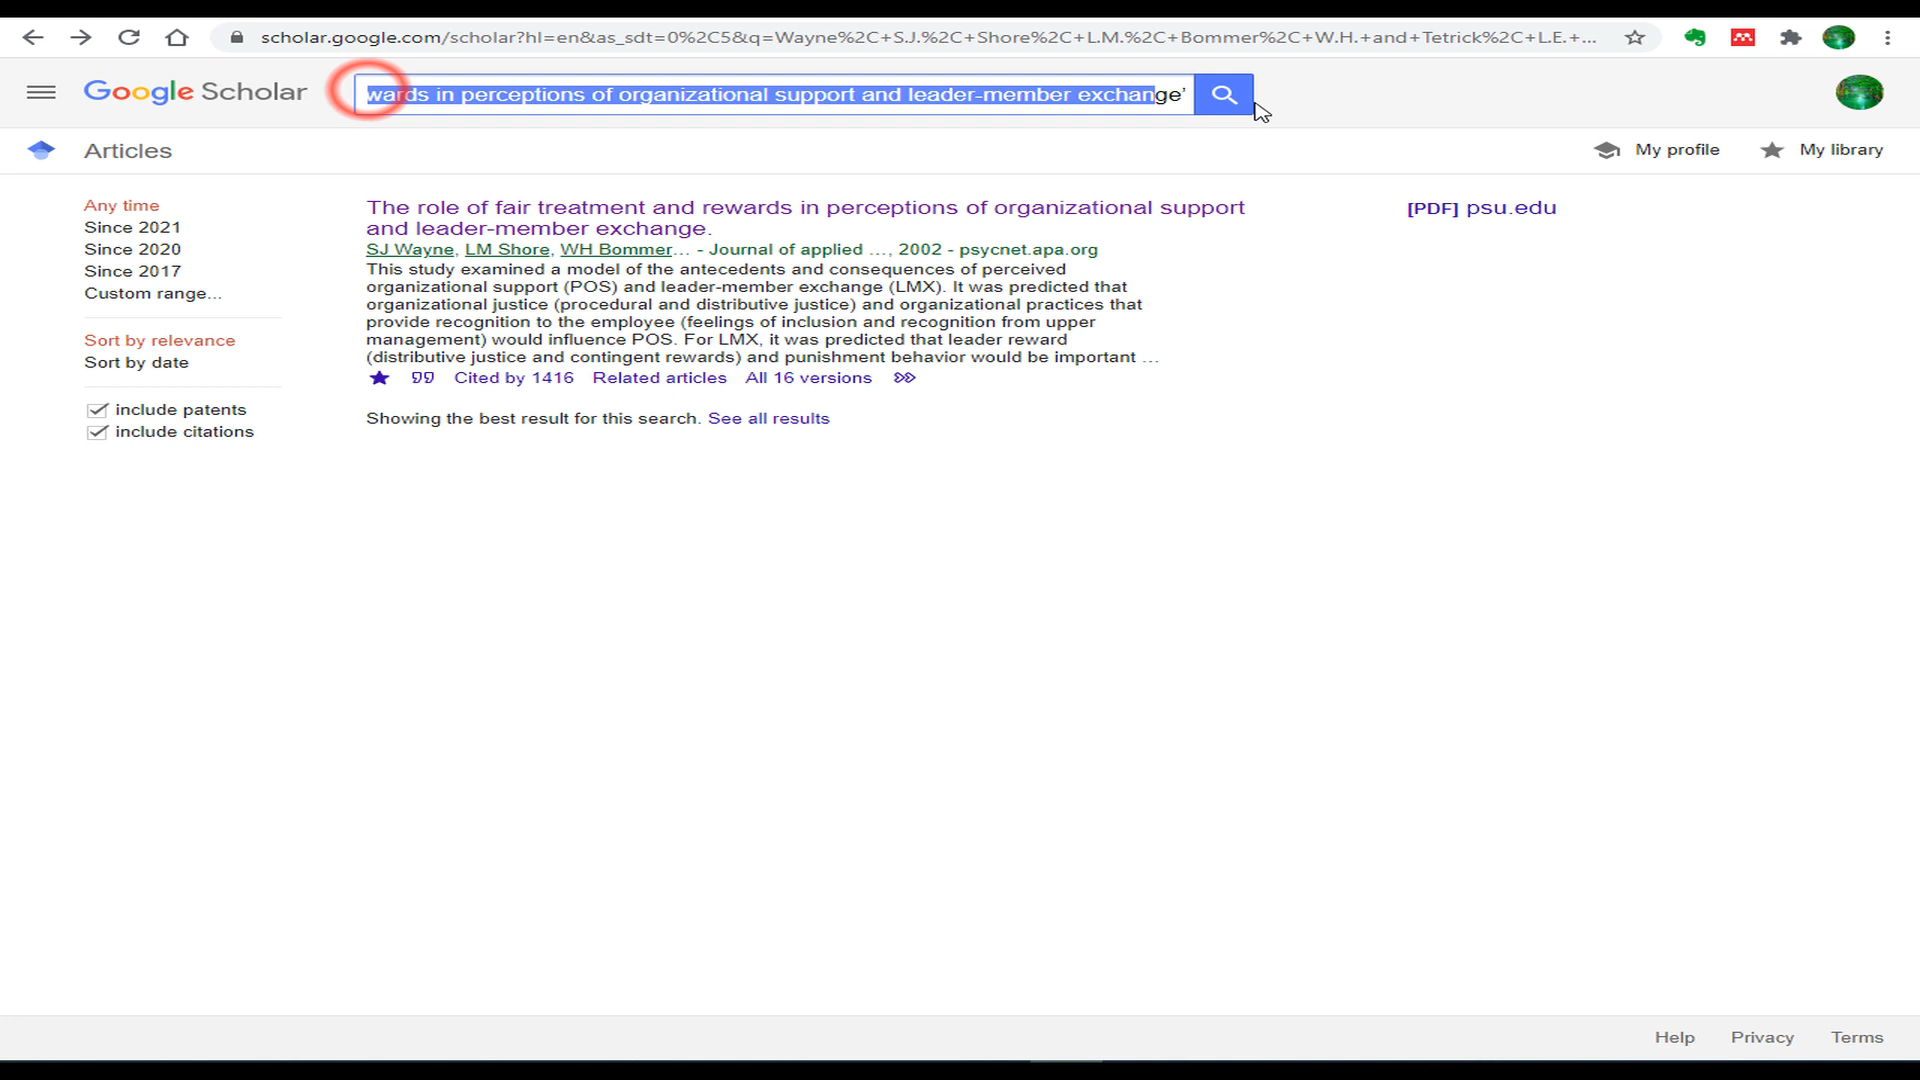 scholar.google.com/scholar?hl=en&as_sdt=0%2C5&q=Wayne%2C+S.J.%2C+Shore+L.M.%2C+Bommer%2C+W.H.+and+Tetrick%2C+L.E.+...
Google Scholar
wards in perceptions of organizational support and leader-member exchange’
Articles
My profile
My library
Any time
Since 2021
Since 2020
Since 2017
Custom range...
Sort by relevance
Sort by date
include patents
include citations
The role of fair treatment and rewards in perceptions of organizational support
and leader-member exchange.
SJ Wayne, LM Shore, WH Bommer… - Journal of applied …, 2002 - psycnet.apa.org
This study examined a model of the antecedents and consequences of perceived
organizational support (POS) and leader-member exchange (LMX). It was predicted that
organizational justice (procedural and distributive justice) and organizational practices that
provide recognition to the employee (feelings of inclusion and recognition from upper
management) would influence POS. For LMX, it was predicted that leader reward
(distributive justice and contingent rewards) and punishment behavior would be important …
Cited by 1416 Related articles All 16 versions
Showing the best result for this search. See all results
[PDF] psu.edu
Help Privacy Terms